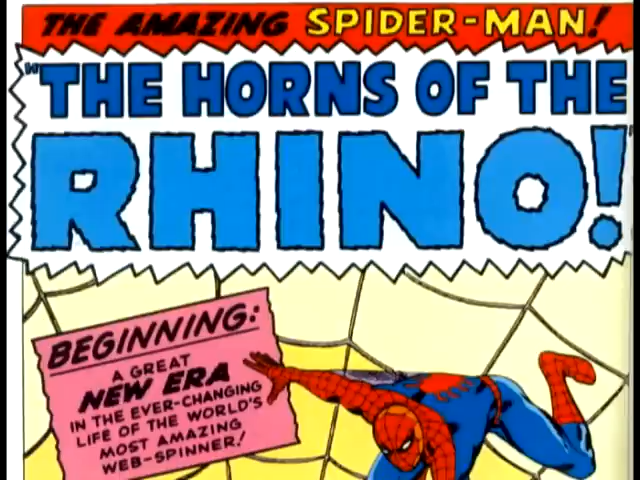 THE AMAZING SPIDER-MAN!
"THE HORNS OF THE
RHINO!"
BEGINNING:
A GREAT
NEW ERA
IN THE EVER-CHANGING
LIFE OF THE WORLD'S
MOST AMAZING
WEB-SPINNER!